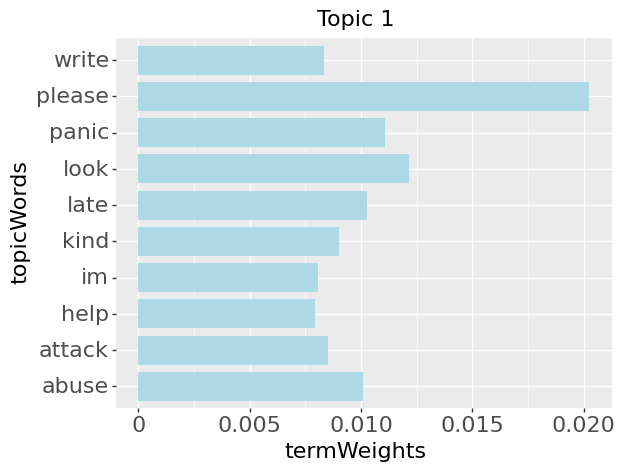 Topic 1
topicWords
write
please
panic
look
late
kind
im
help
attack
abuse
0 0.005 0.010 0.015 0.020
termWeights